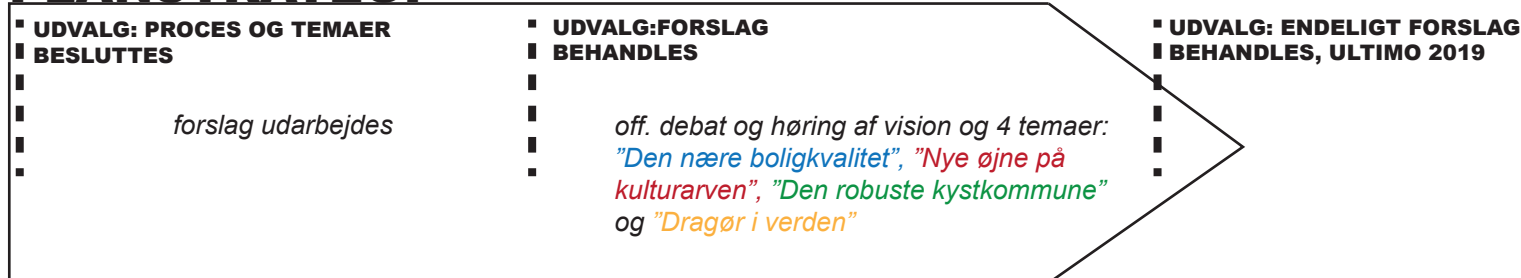 UDVALG: PROCES OG TEMAER
BESLUTTES
forslag udarbejdes
UDVALG:FORSLAG
BEHANDLES
off. debat og høring af vision og 4 temaer:
”Den nære boligkvalitet”, ”Nye øjne på
kulturarven”, ”Den robuste kystkommune”
og ”Dragør i verden”
UDVALG: ENDELIGT FORSLAG
BEHANDLES, ULTIMO 2019